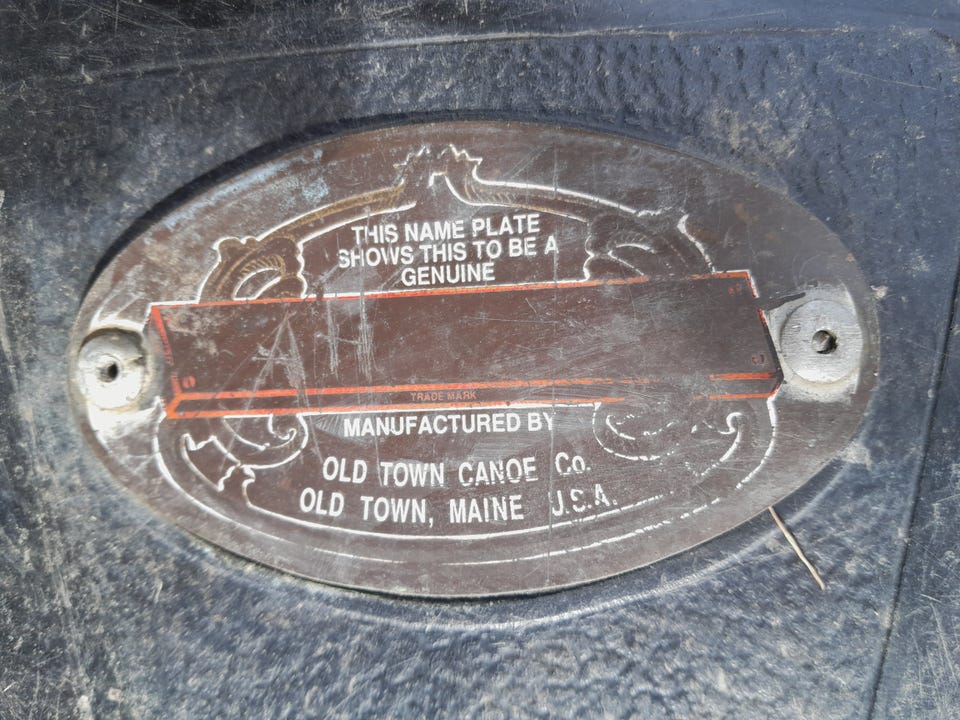 THIS NAME PLATE
SHOWS THIS TO BE A
GENUINE
TRADE MARK
MANUFACTURED BY
OLD TOWN CANOE Co.
OLD TOWN, MAINE U.S.A.